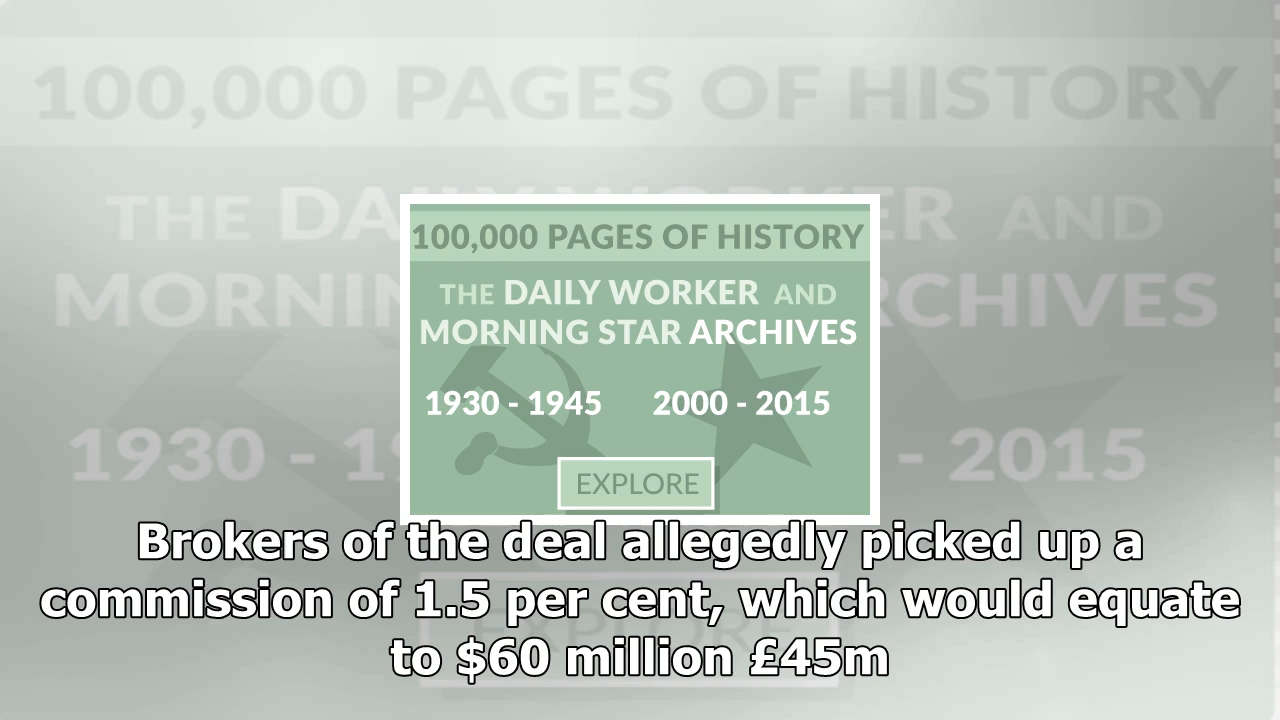 100,000 PAGES OF HISTORY
THE DAILY WORKER AND
MORNING STAR ARCHIVES
1930 - 1945 2000 - 2015
EXPLORE
Brokers of the deal allegedly picked up a
commission of 1.5 per cent, which would equate
to $60 million £45m